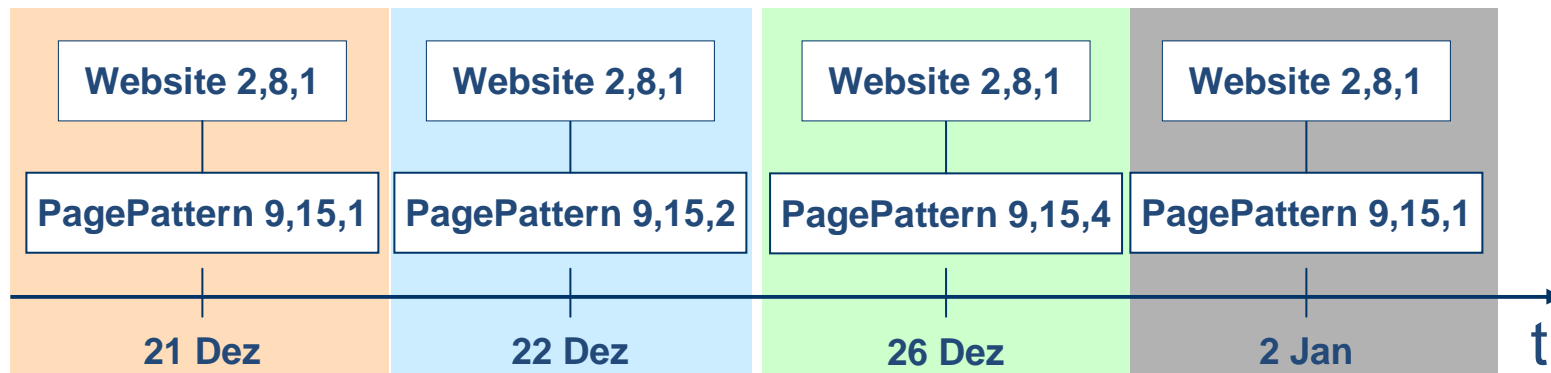 Website 2,8,1 Website 2,8,1 Website 2,8,1 Website 2,8,1
PagePattern 9,15,1 PagePattern 9,15,2 PagePattern 9,15,4 PagePattern 9,15,1
21 Dez 22 Dez 26 Dez 2 Jan t